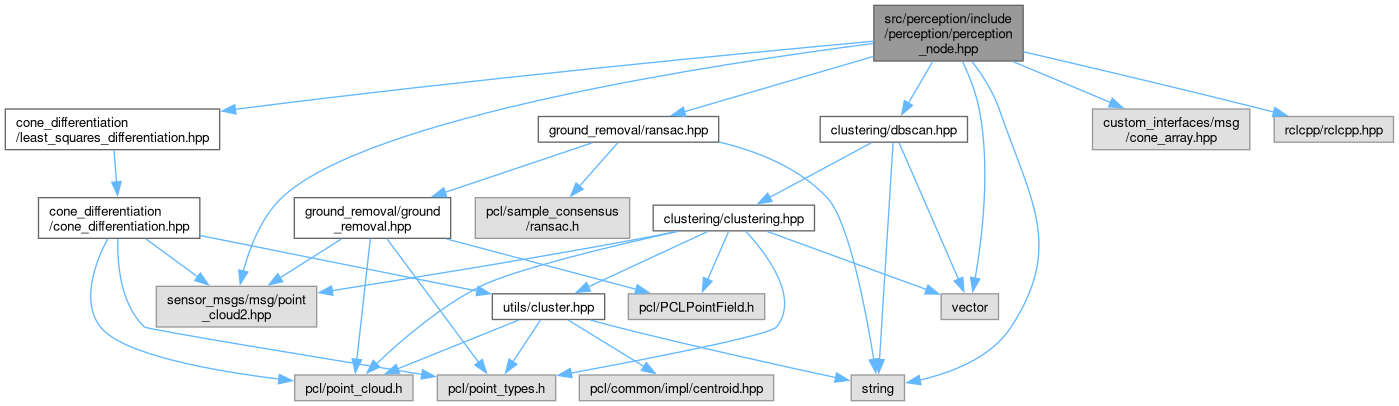 src/perception/include
/perception/perception
_node.hpp
cone_differentiation
/least_squares_differentiation.hpp
ground_removal/ransac.hpp
clustering/dbscan.hpp
custom_interfaces/msg
/cone_array.hpp
rclcpp/rclcpp.hpp
cone_differentiation
/cone_differentiation.hpp
ground_removal/ground
_removal.hpp
pcl/sample_consensus
/ransac.h
clustering/clustering.hpp
sensor_msgs/msg/point
_cloud2.hpp
utils/cluster.hpp
pcl/PCLPointField.h
vector
pcl/point_cloud.h
pcl/point_types.h
pcl/common/impl/centroid.hpp
string